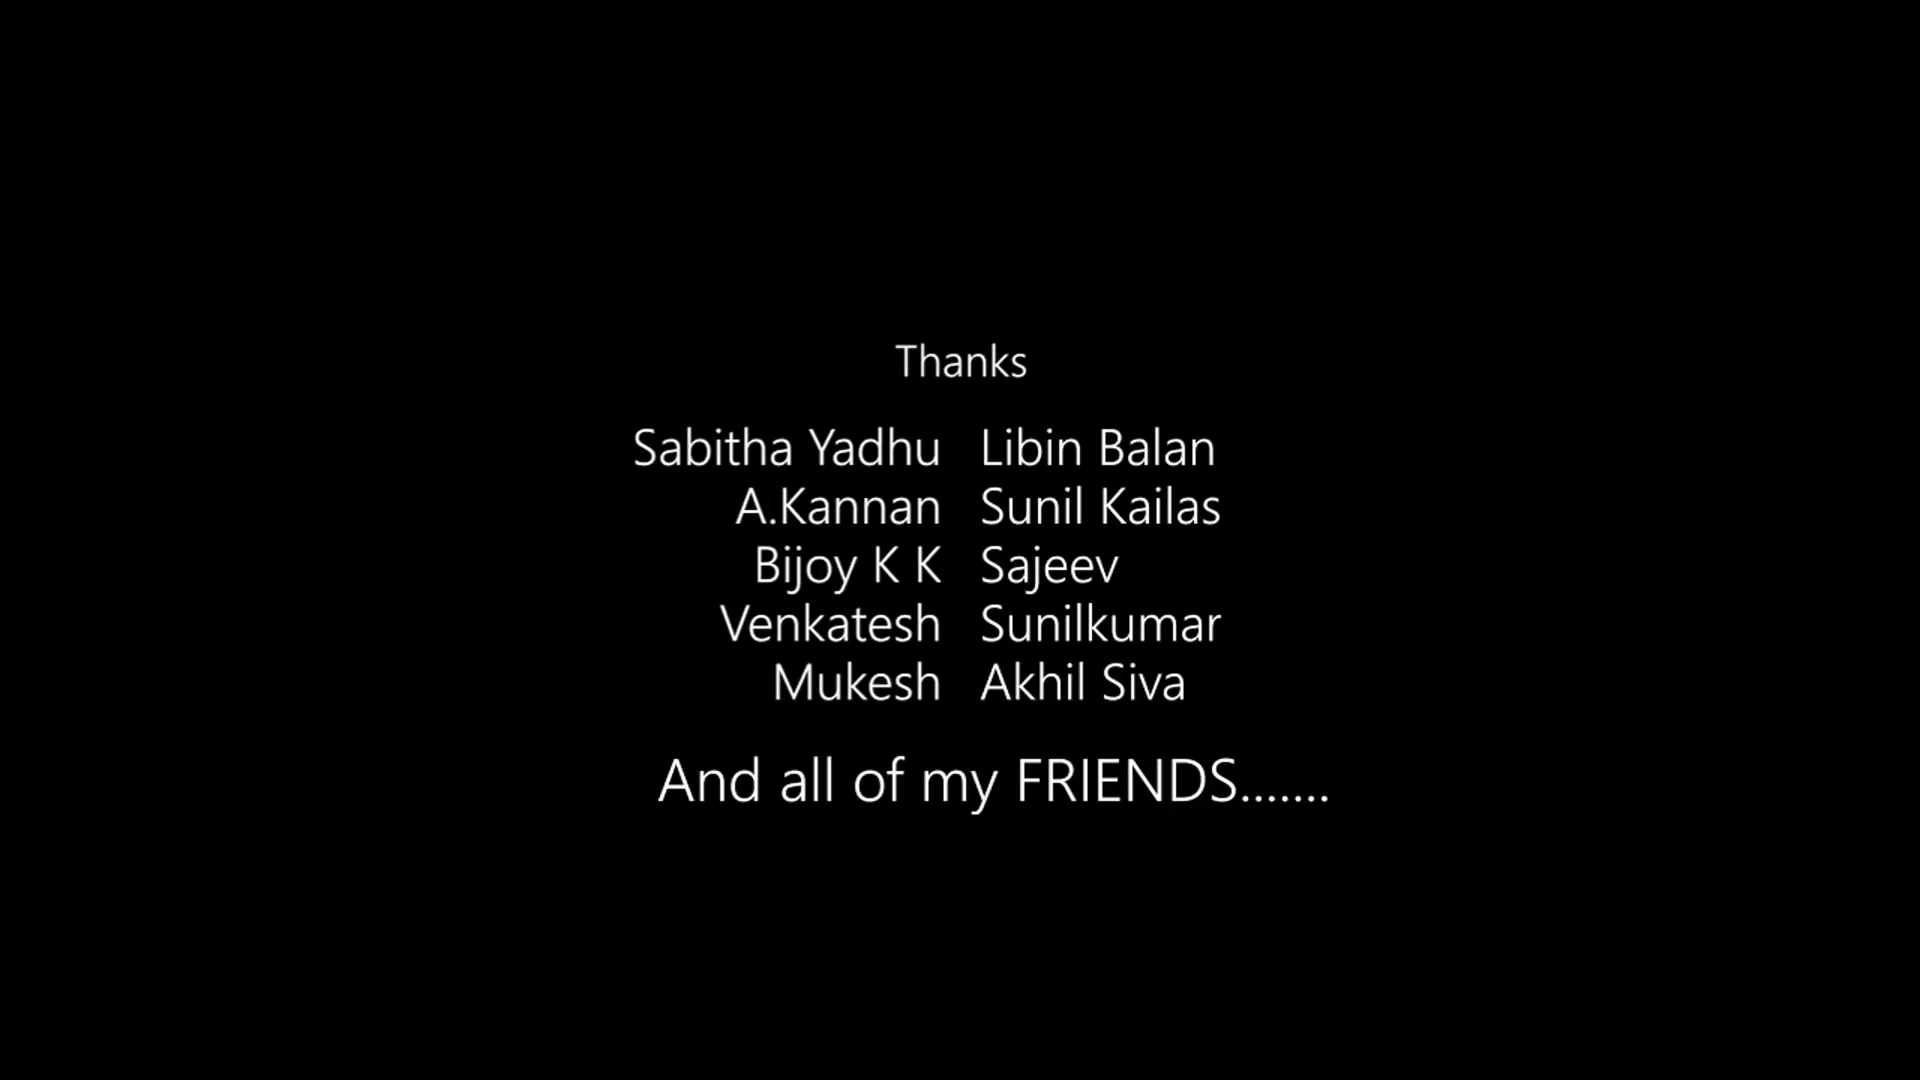 Thanks
Sabitha Yadhu Libin Balan
A.Kannan Sunil Kailas
Bijoy K K Sajeev
Venkatesh Sunilkumar
Mukesh Akhil Siva
And all of my FRIENDS.......